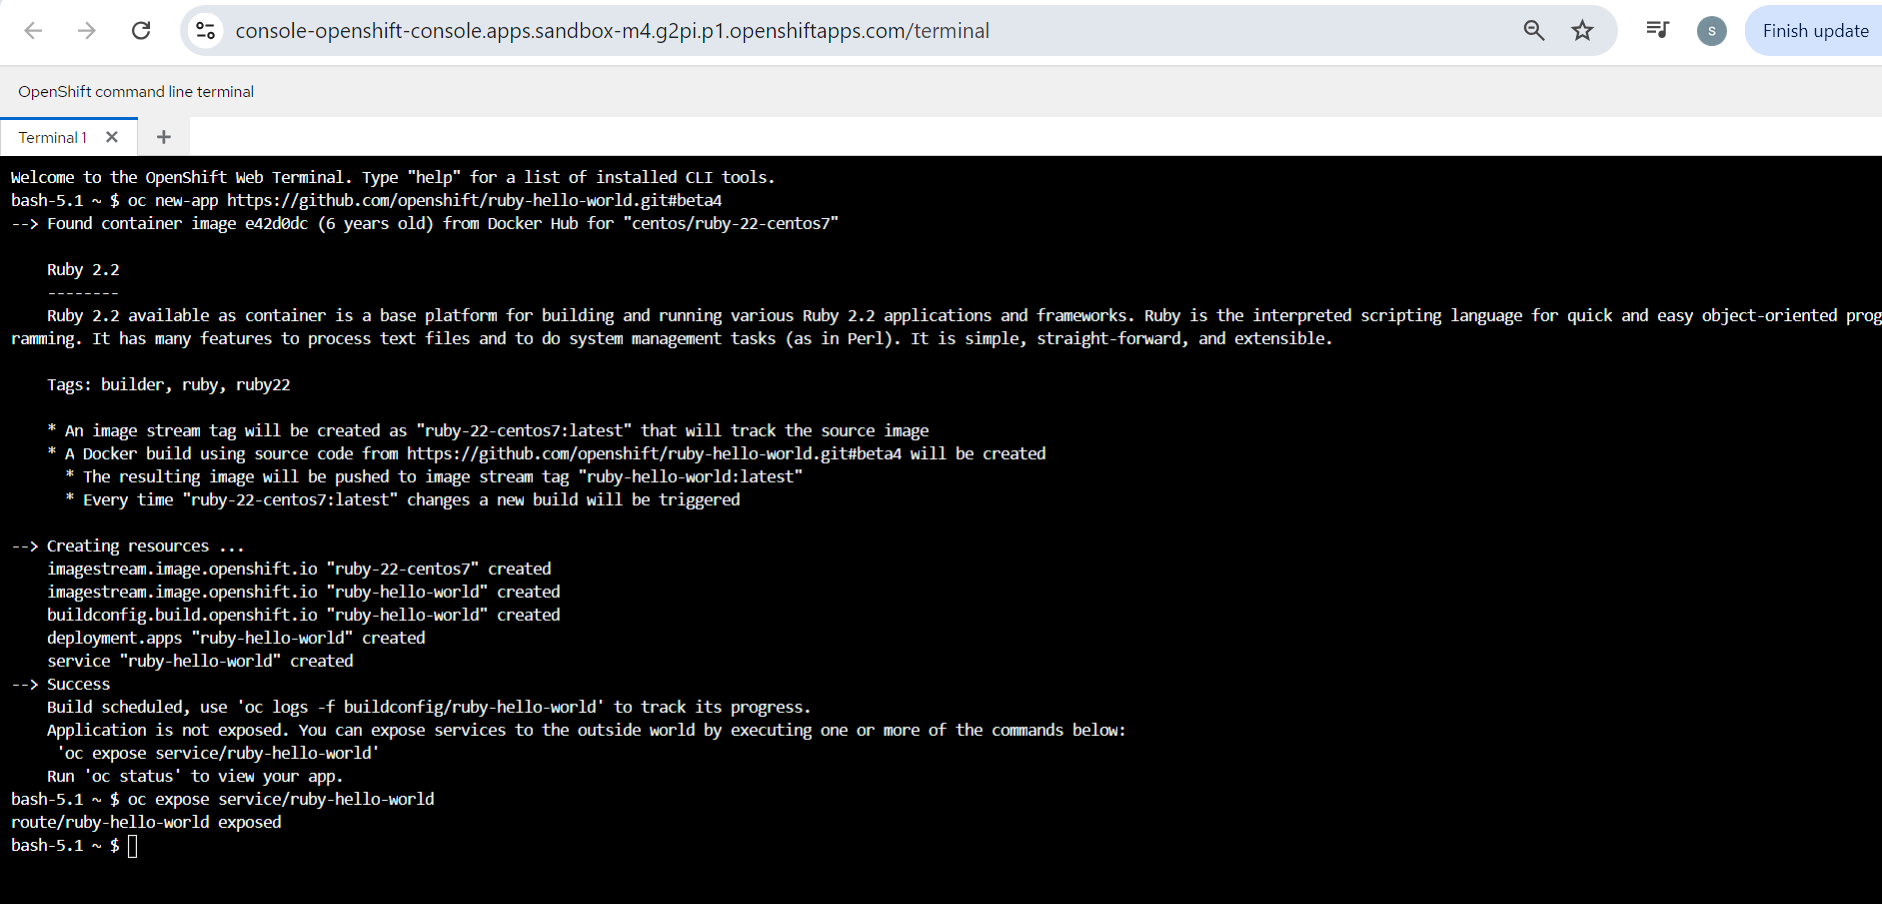 console-openshift-console.apps.sandbox-m4.g2pi.p1.openshiftapps.com/terminal
s
Finish update
OpenShift command line terminal
Terminal 1
Welcome to the OpenShift Web Terminal. Type "help" for a list of installed CLI tools.
bash-5.1 ~ $ oc new-app https://github.com/openshift/ruby-hello-world.git#beta4
--> Found container image e42d0dc (6 years old) from Docker Hub for "centos/ruby-22-centos7"
Ruby 2.2
--------
Ruby 2.2 available as container is a base platform for building and running various Ruby 2.2 applications and frameworks. Ruby is the interpreted scripting language for quick and easy object-oriented prog
ramming. It has many features to process text files and to do system management tasks (as in Perl). It is simple, straight-forward, and extensible.
Tags: builder, ruby, ruby22
* An image stream tag will be created as "ruby-22-centos7:latest" that will track the source image
* A Docker build using source code from https://github.com/openshift/ruby-hello-world.git#beta4 will be created
* The resulting image will be pushed to image stream tag "ruby-hello-world:latest"
* Every time "ruby-22-centos7:latest" changes a new build will be triggered
--> Creating resources ...
imagestream.image.openshift.io "ruby-22-centos7" created
imagestream.image.openshift.io "ruby-hello-world" created
buildconfig.build.openshift.io "ruby-hello-world" created
deployment.apps "ruby-hello-world" created
service "ruby-hello-world" created
--> Success
Build scheduled, use 'oc logs -f buildconfig/ruby-hello-world' to track its progress.
Application is not exposed. You can expose services to the outside world by executing one or more of the commands below:
'oc expose service/ruby-hello-world'
Run 'oc status' to view your app.
bash-5.1 ~ $ oc expose service/ruby-hello-world
route/ruby-hello-world exposed
bash-5.1 ~ $